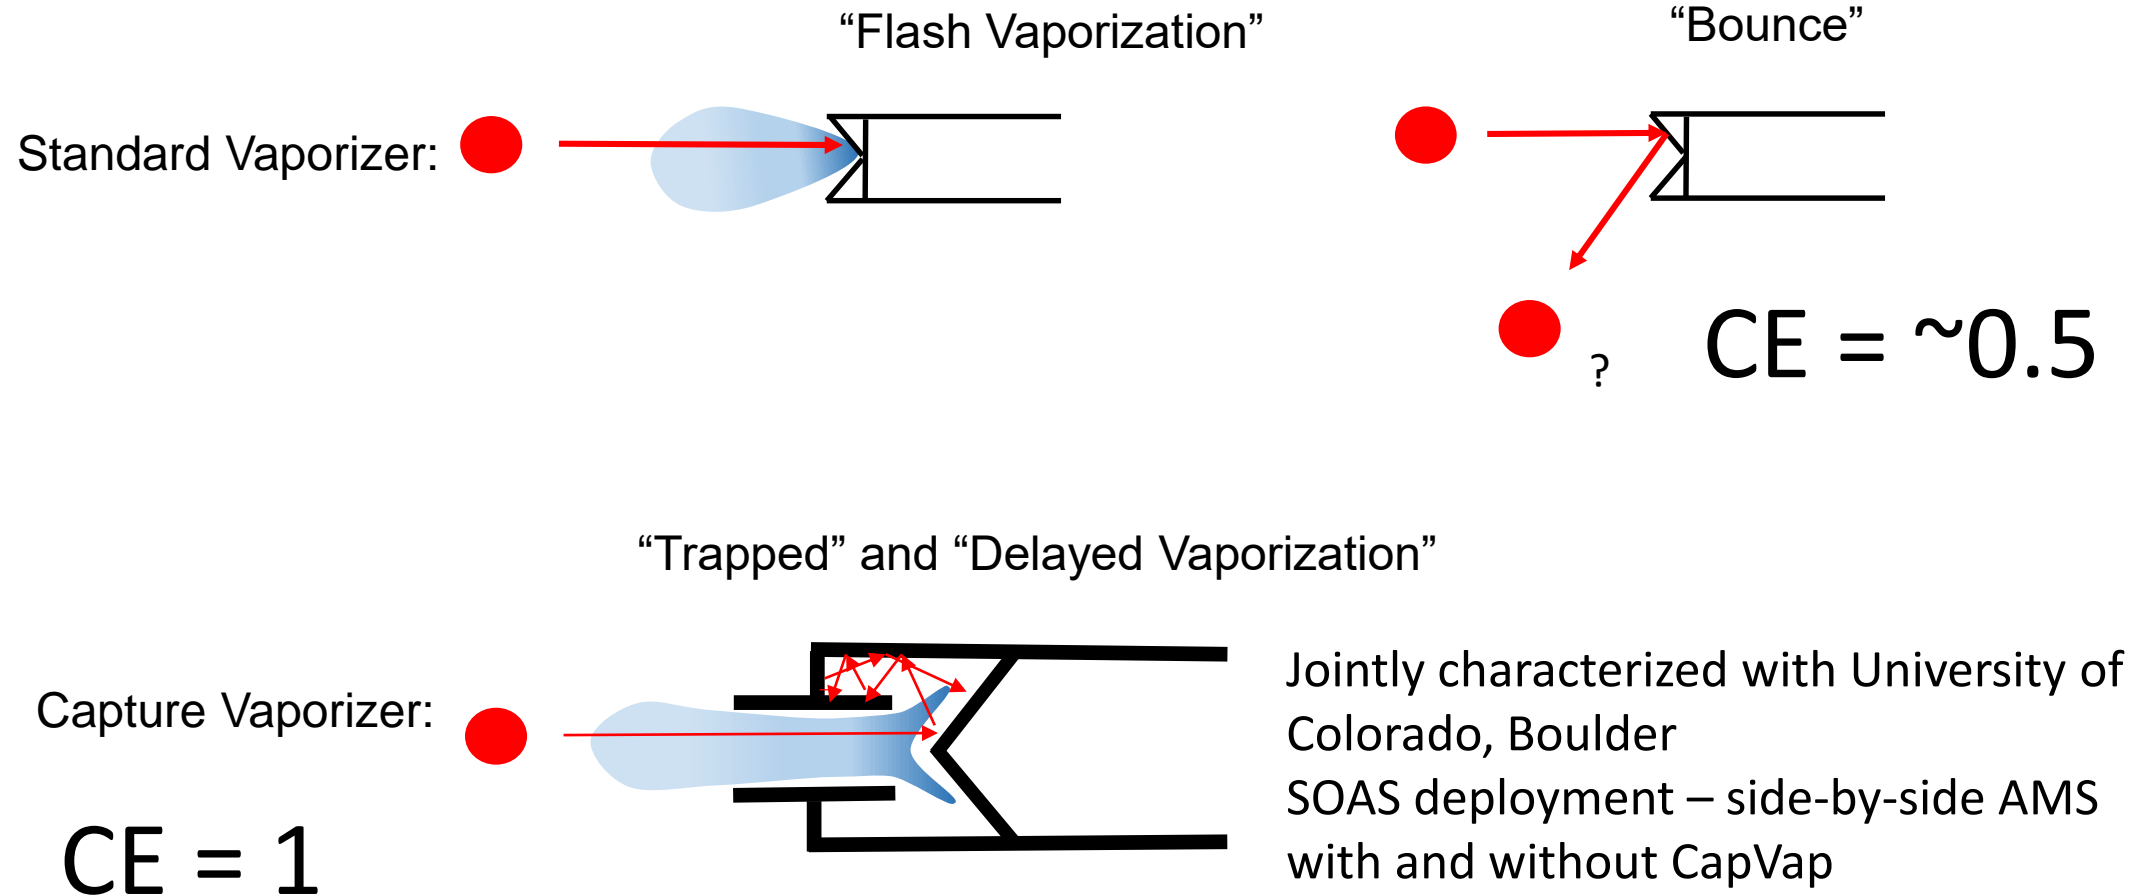 “Flash Vaporization”
“Bounce”
Standard Vaporizer:
?
CE = ~0.5
“Trapped” and “Delayed Vaporization”
Capture Vaporizer:
CE = 1
Jointly characterized with University of
Colorado, Boulder
SOAS deployment – side-by-side AMS
with and without CapVap